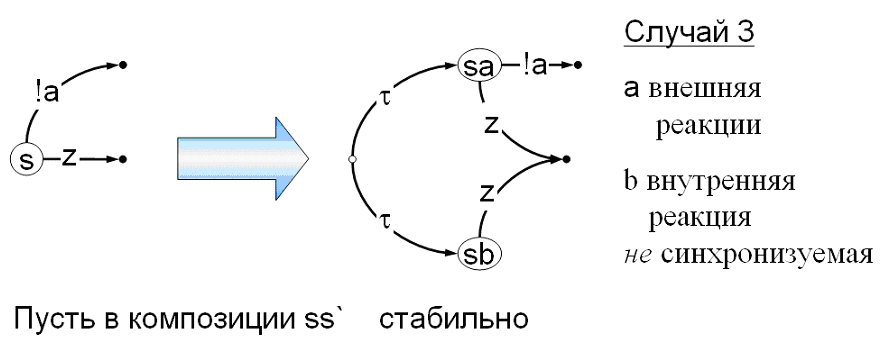 Случай 3
!a
s
z
τ
sa
!a
z
z
τ
sb
a внешняя
реакции
b внутренняя
реакция
не синхронизуемая
Пусть в композиции ss` стабильно